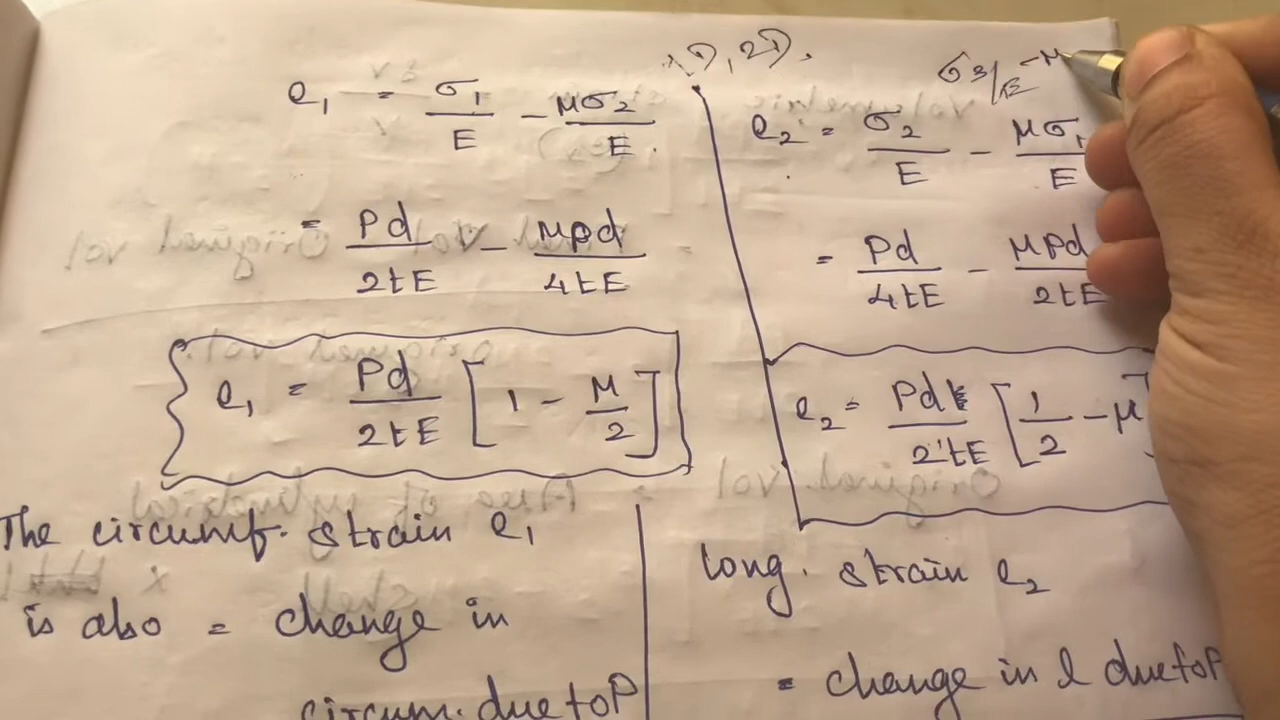 1D, 2D.
σ3/E -μ
e₁ = σ₁/E - μσ₂/E
= Pd/2tE - μpd/4tE
e₁ = Pd/2tE [1 - μ/2]
The circumf. strain e₁
is also = change in
circum. due to P
e₂ = σ₂/E - μσ₁/E
= Pd/4tE - μPd/2tE
e₂ = Pd/2tE [1/2 - μ]
long. strain e₂
= change in l due to P